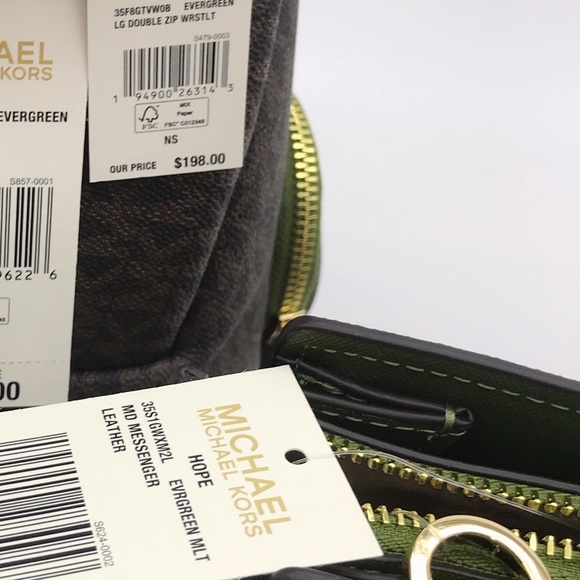 AEL
KORS
EVERGREEN
S857-0001
9622 6
00
35F8GTVW0B EVERGREEN
LG DOUBLE ZIP WRSTLT
S479-0003
1 94900 26314 3
FSC
MIX
Paper
FSC® C012345
NS
OUR PRICE $198.00
MICHAEL
MICHAEL KORS
HOPE
35S1GWXM2L EVRGREEN MLT
MD MESSENGER
LEATHER
S624-0002